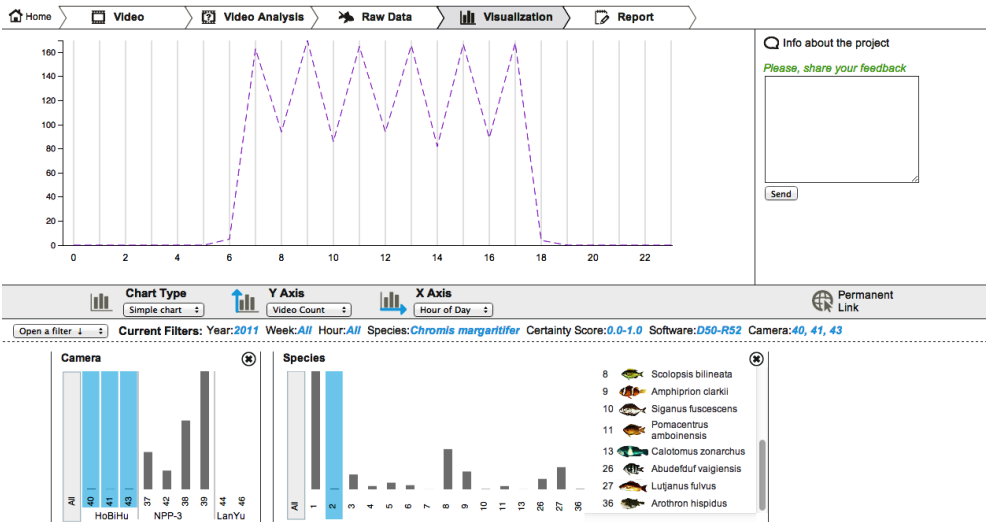 Home Video Video Analysis Raw Data Visualization Report
160
140
120
100
80
60
40
20
0
0 2 4 6 8 10 12 14 16 18 20 22
Info about the project
Please, share your feedback
Send
Chart Type Y Axis X Axis
Simple chart Video Count Hour of Day
Permanent
Link
Open a filter ↓ Current Filters: Year:2011 Week:All Hour:All Species:Chromis margaritifer Certainty Score:0.0-1.0 Software:D50-R52 Camera:40, 41, 43
Camera
All 40 41 43 37 42 38 39 44 46
HoBiHu NPP-3 LanYu
Species
All 1 2 3 4 5 6 7 8 9 10 11 13 26 27 36
8 Scolopsis bilineata
9 Amphiprion clarkii
10 Siganus fuscescens
11 Pomacentrus
amboinensis
13 Calotomus zonarchus
26 Abudefduf vaigiensis
27 Lutjanus fulvus
36 Arothron hispidus